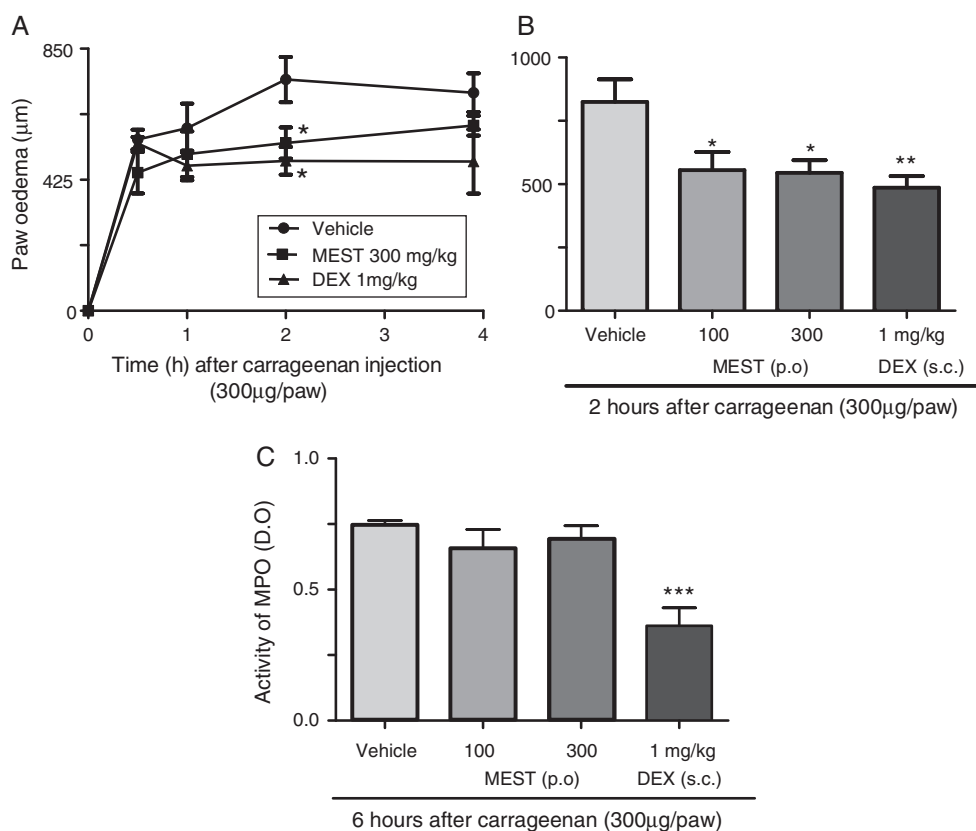 A
850
425
0
Paw oedema (μm)
*
*
Vehicle
MEST 300 mg/kg
DEX 1mg/kg
0 1 2 3 4
Time (h) after carrageenan injection
(300μg/paw)
B
1000
500
0
* * **
Vehicle 100 300 1 mg/kg
MEST (p.o) DEX (s.c.)
2 hours after carrageenan (300μg/paw)
C
1.0
0.5
0.0
Activity of MPO (D.O)
***
Vehicle 100 300 1 mg/kg
MEST (p.o) DEX (s.c.)
6 hours after carrageenan (300μg/paw)